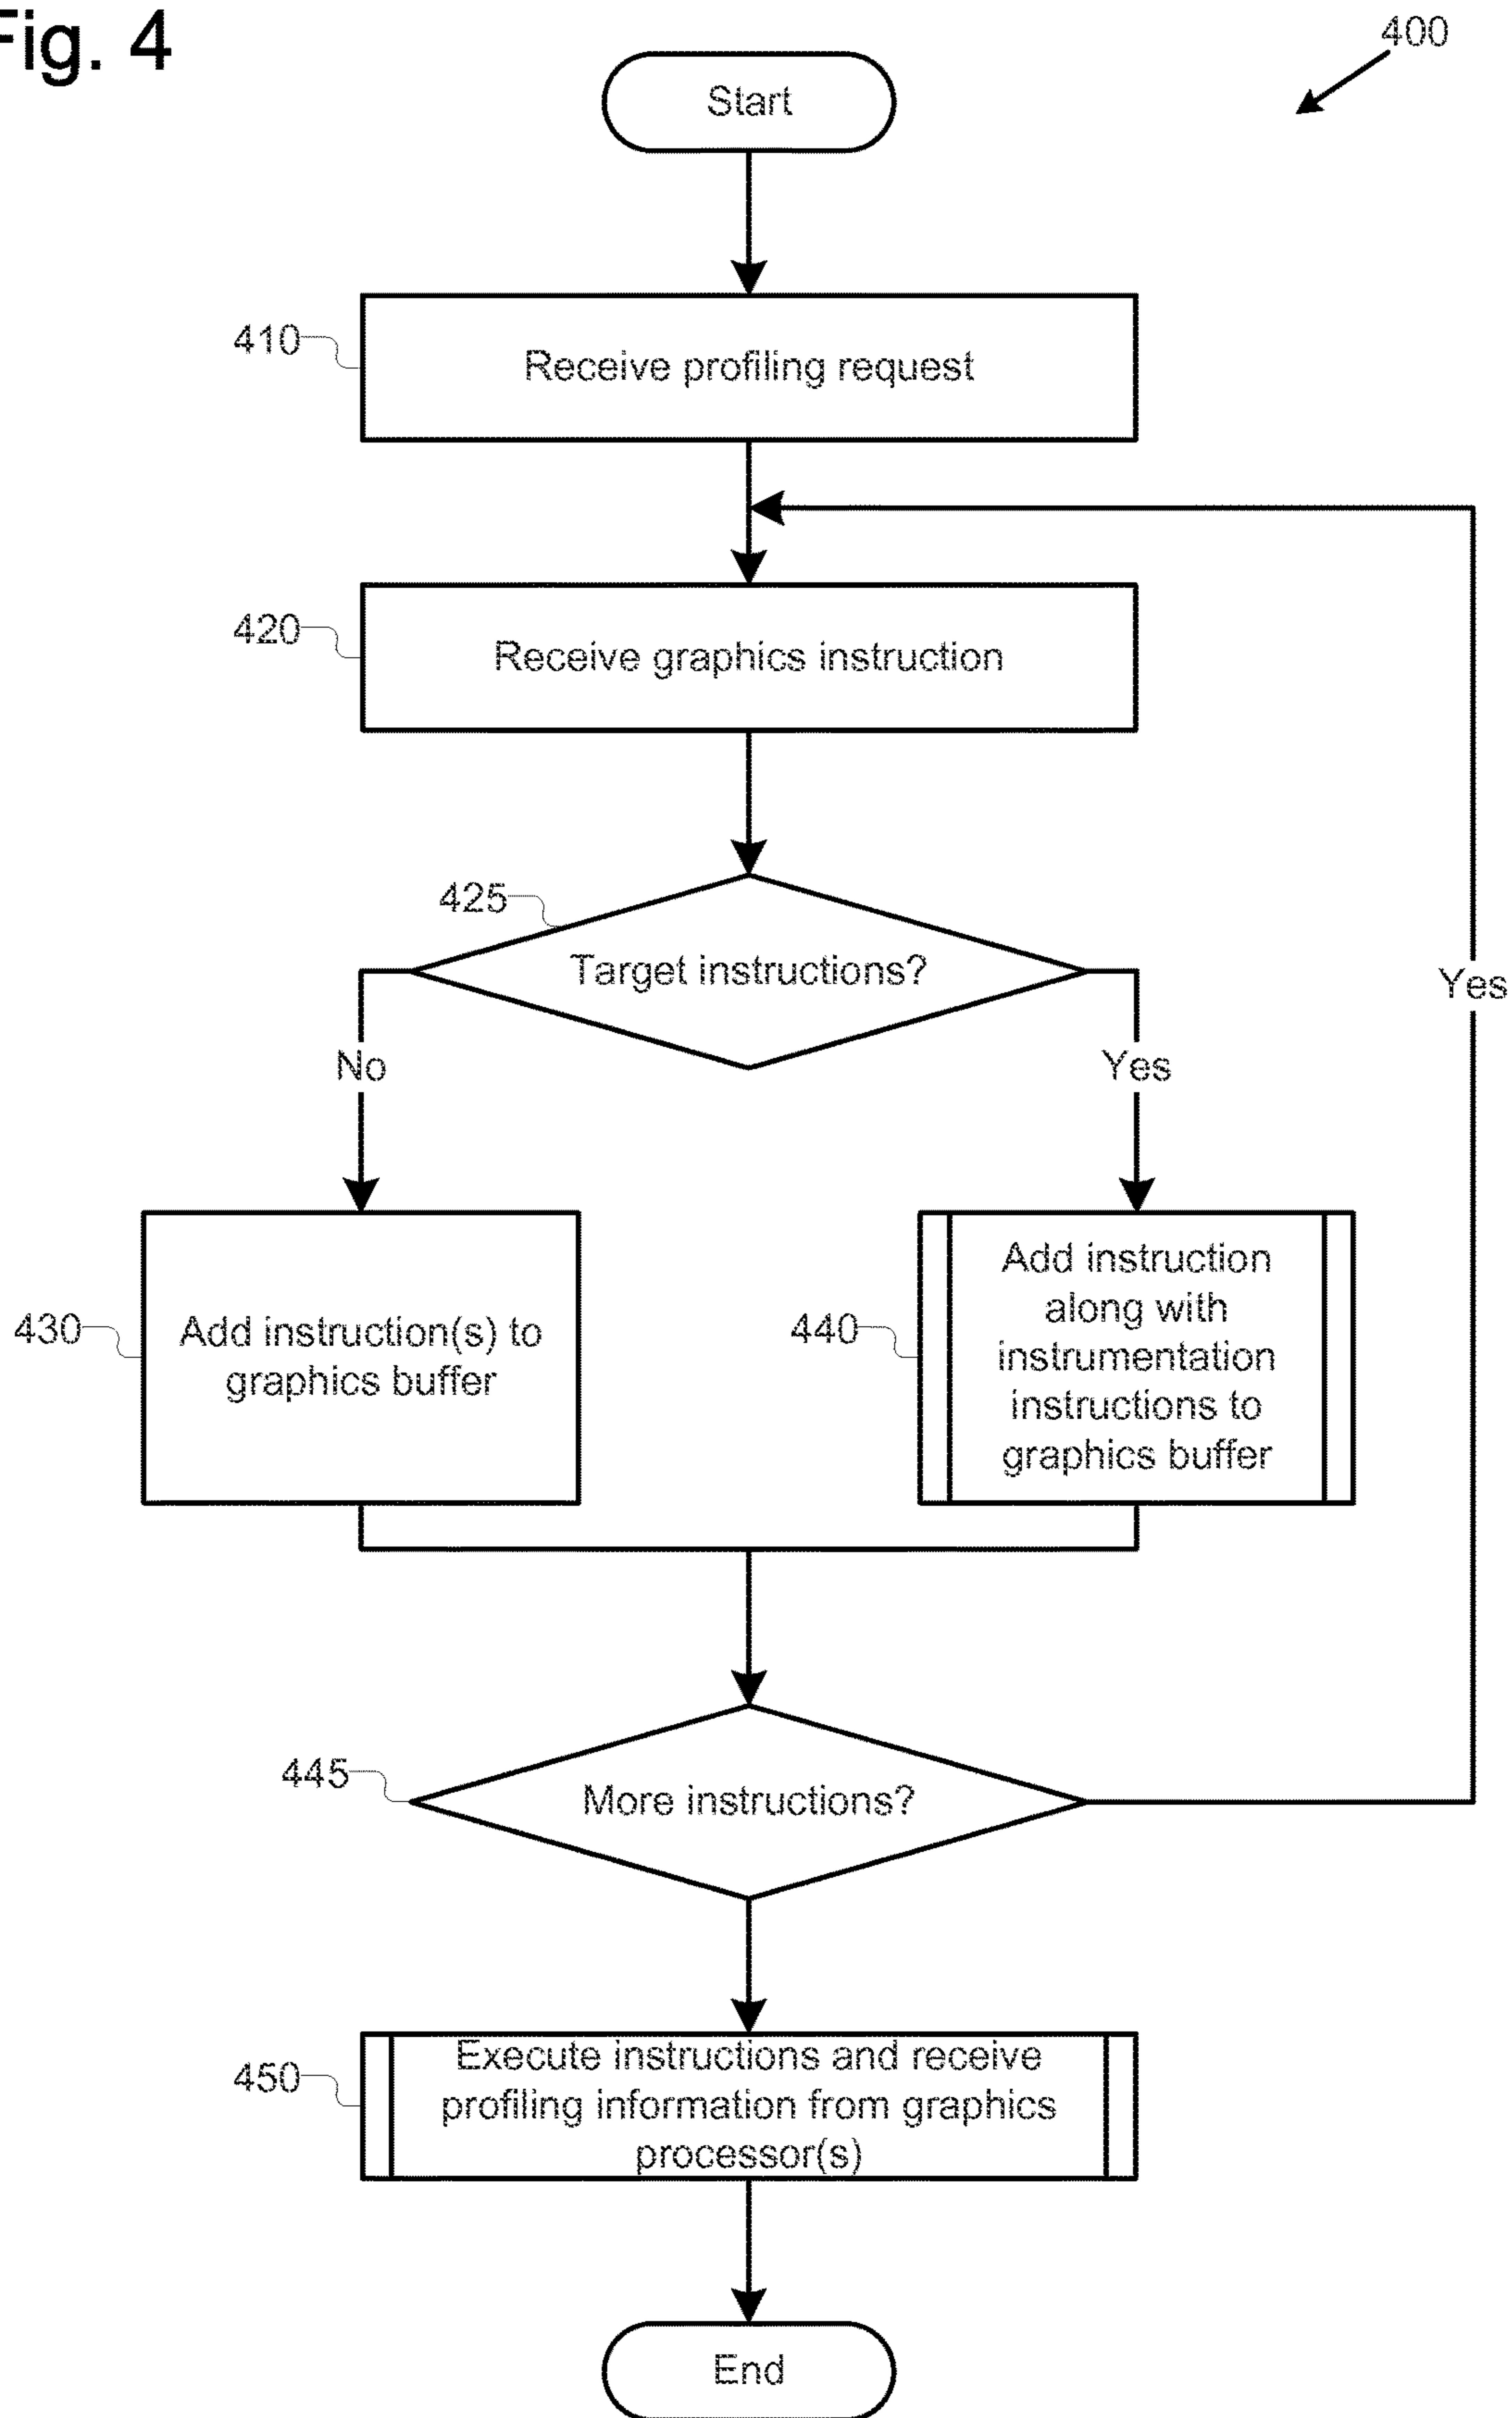 Fig. 4
400
Start
410
Receive profiling request
420
Receive graphics instruction
425
Target instructions?
No
Yes
Yes
430
Add instruction(s) to
graphics buffer
440
Add instruction
along with
instrumentation
instructions to
graphics buffer
445
More instructions?
450
Execute instructions and receive
profiling information from graphics
processor(s)
End